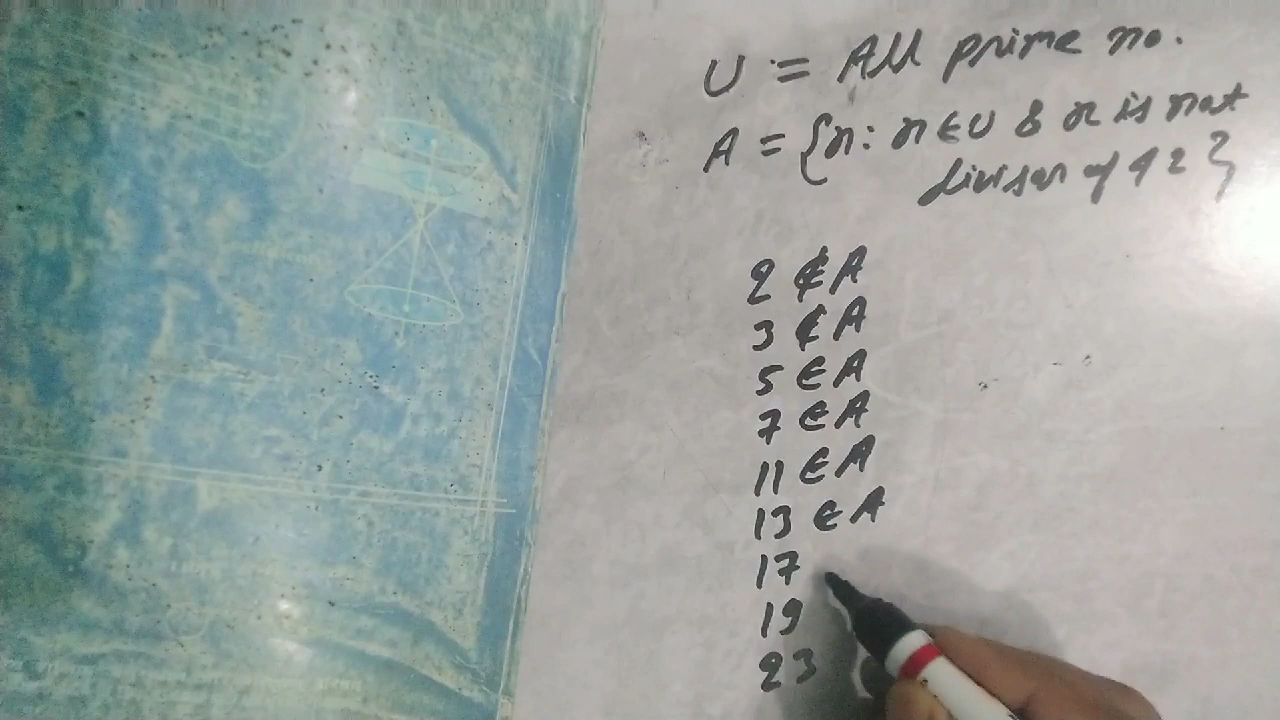 U = All prime no.
A = {n: n ∈ U & n is not
divisor of 42}
2 ∉ A
3 ∉ A
5 ∈ A
7 ∈ A
11 ∈ A
13 ∈ A
17
19
23